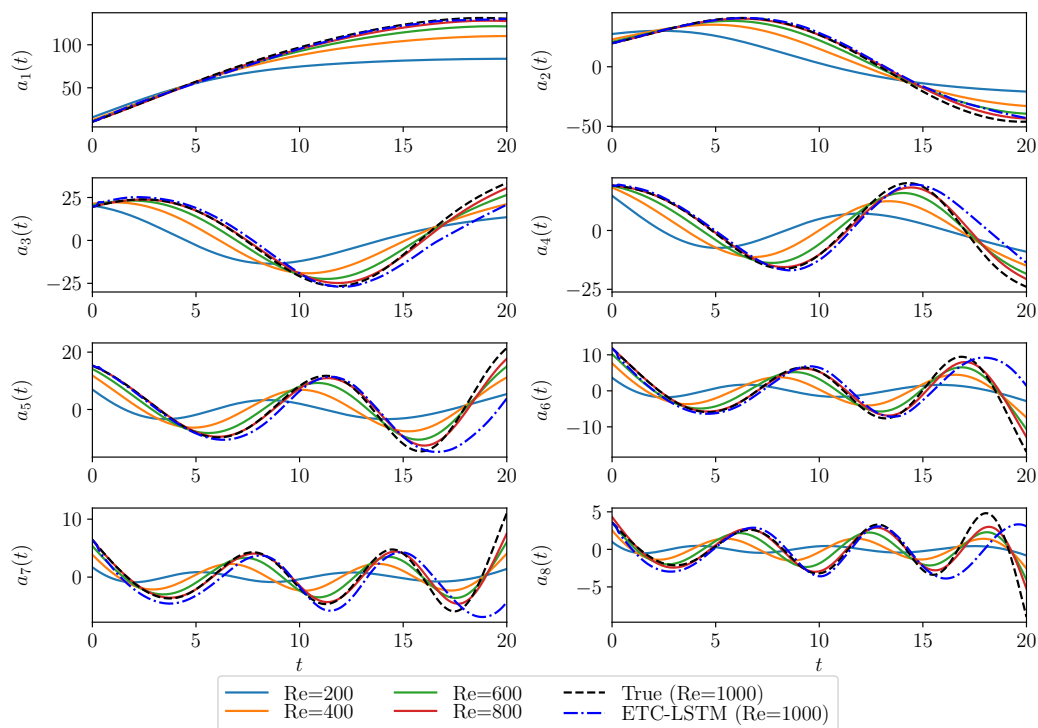 a1(t)
100
50
0 5 10 15 20
a2(t)
0
−50
0 5 10 15 20
a3(t)
25
0
−25
0 5 10 15 20
a4(t)
0
−25
0 5 10 15 20
a5(t)
20
0
0 5 10 15 20
a6(t)
10
0
−10
0 5 10 15 20
a7(t)
10
0
0 5 10 15 20
t
a8(t)
5
0
−5
0 5 10 15 20
t
Re=200 Re=600 True (Re=1000)
Re=400 Re=800 ETC-LSTM (Re=1000)